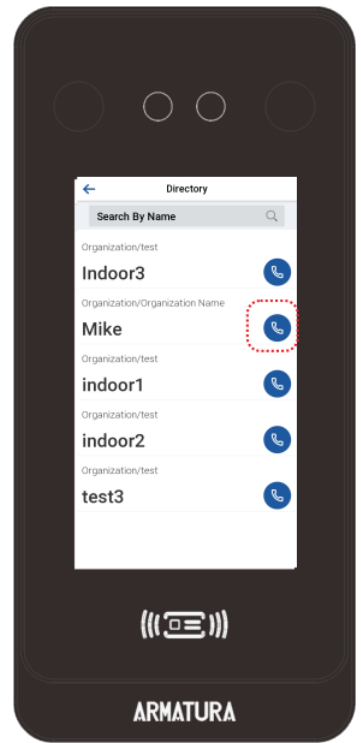 Directory
Search By Name
Organization/test
Indoor3
Organization/Organization Name
Mike
Organization/test
indoor1
Organization/test
indoor2
Organization/test
test3
ARMATURA